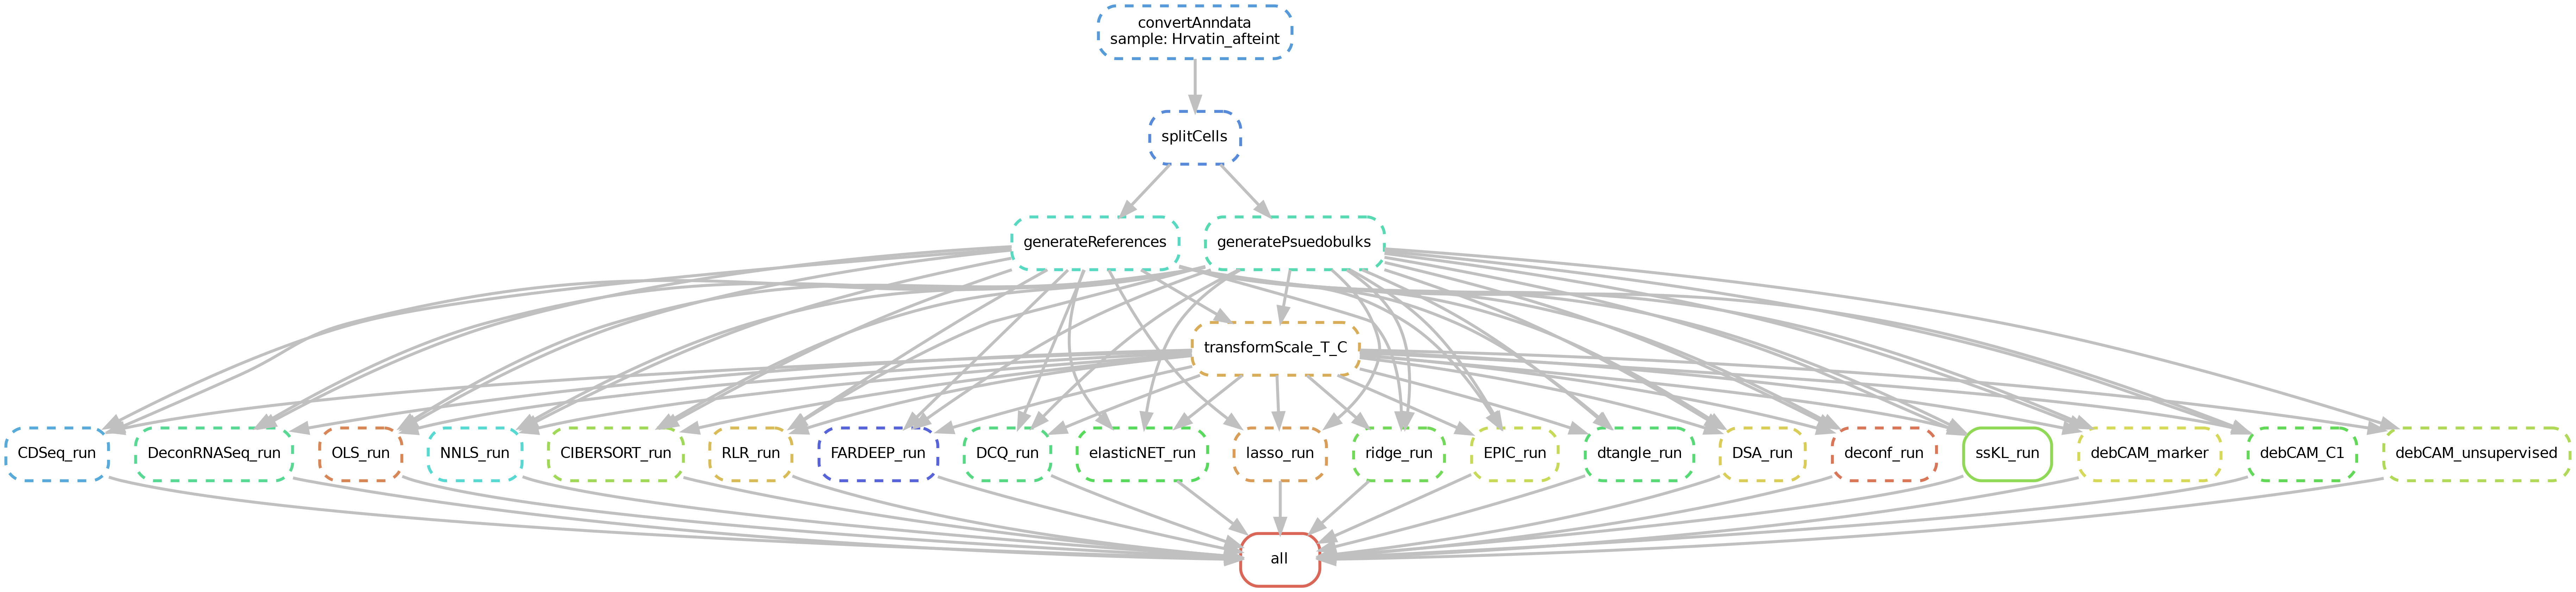 convertAnndata
sample: Hrvatin_afteint
splitCells
generateReferences
generatePsuedobulks
transformScale_T_C
CDSeq_run
DeconRNASeq_run
OLS_run
NNLS_run
CIBERSORT_run
RLR_run
FARDEEP_run
DCQ_run
elasticNET_run
lasso_run
ridge_run
EPIC_run
dtangle_run
DSA_run
deconf_run
ssKL_run
debCAM_marker
debCAM_C1
debCAM_unsupervised
all